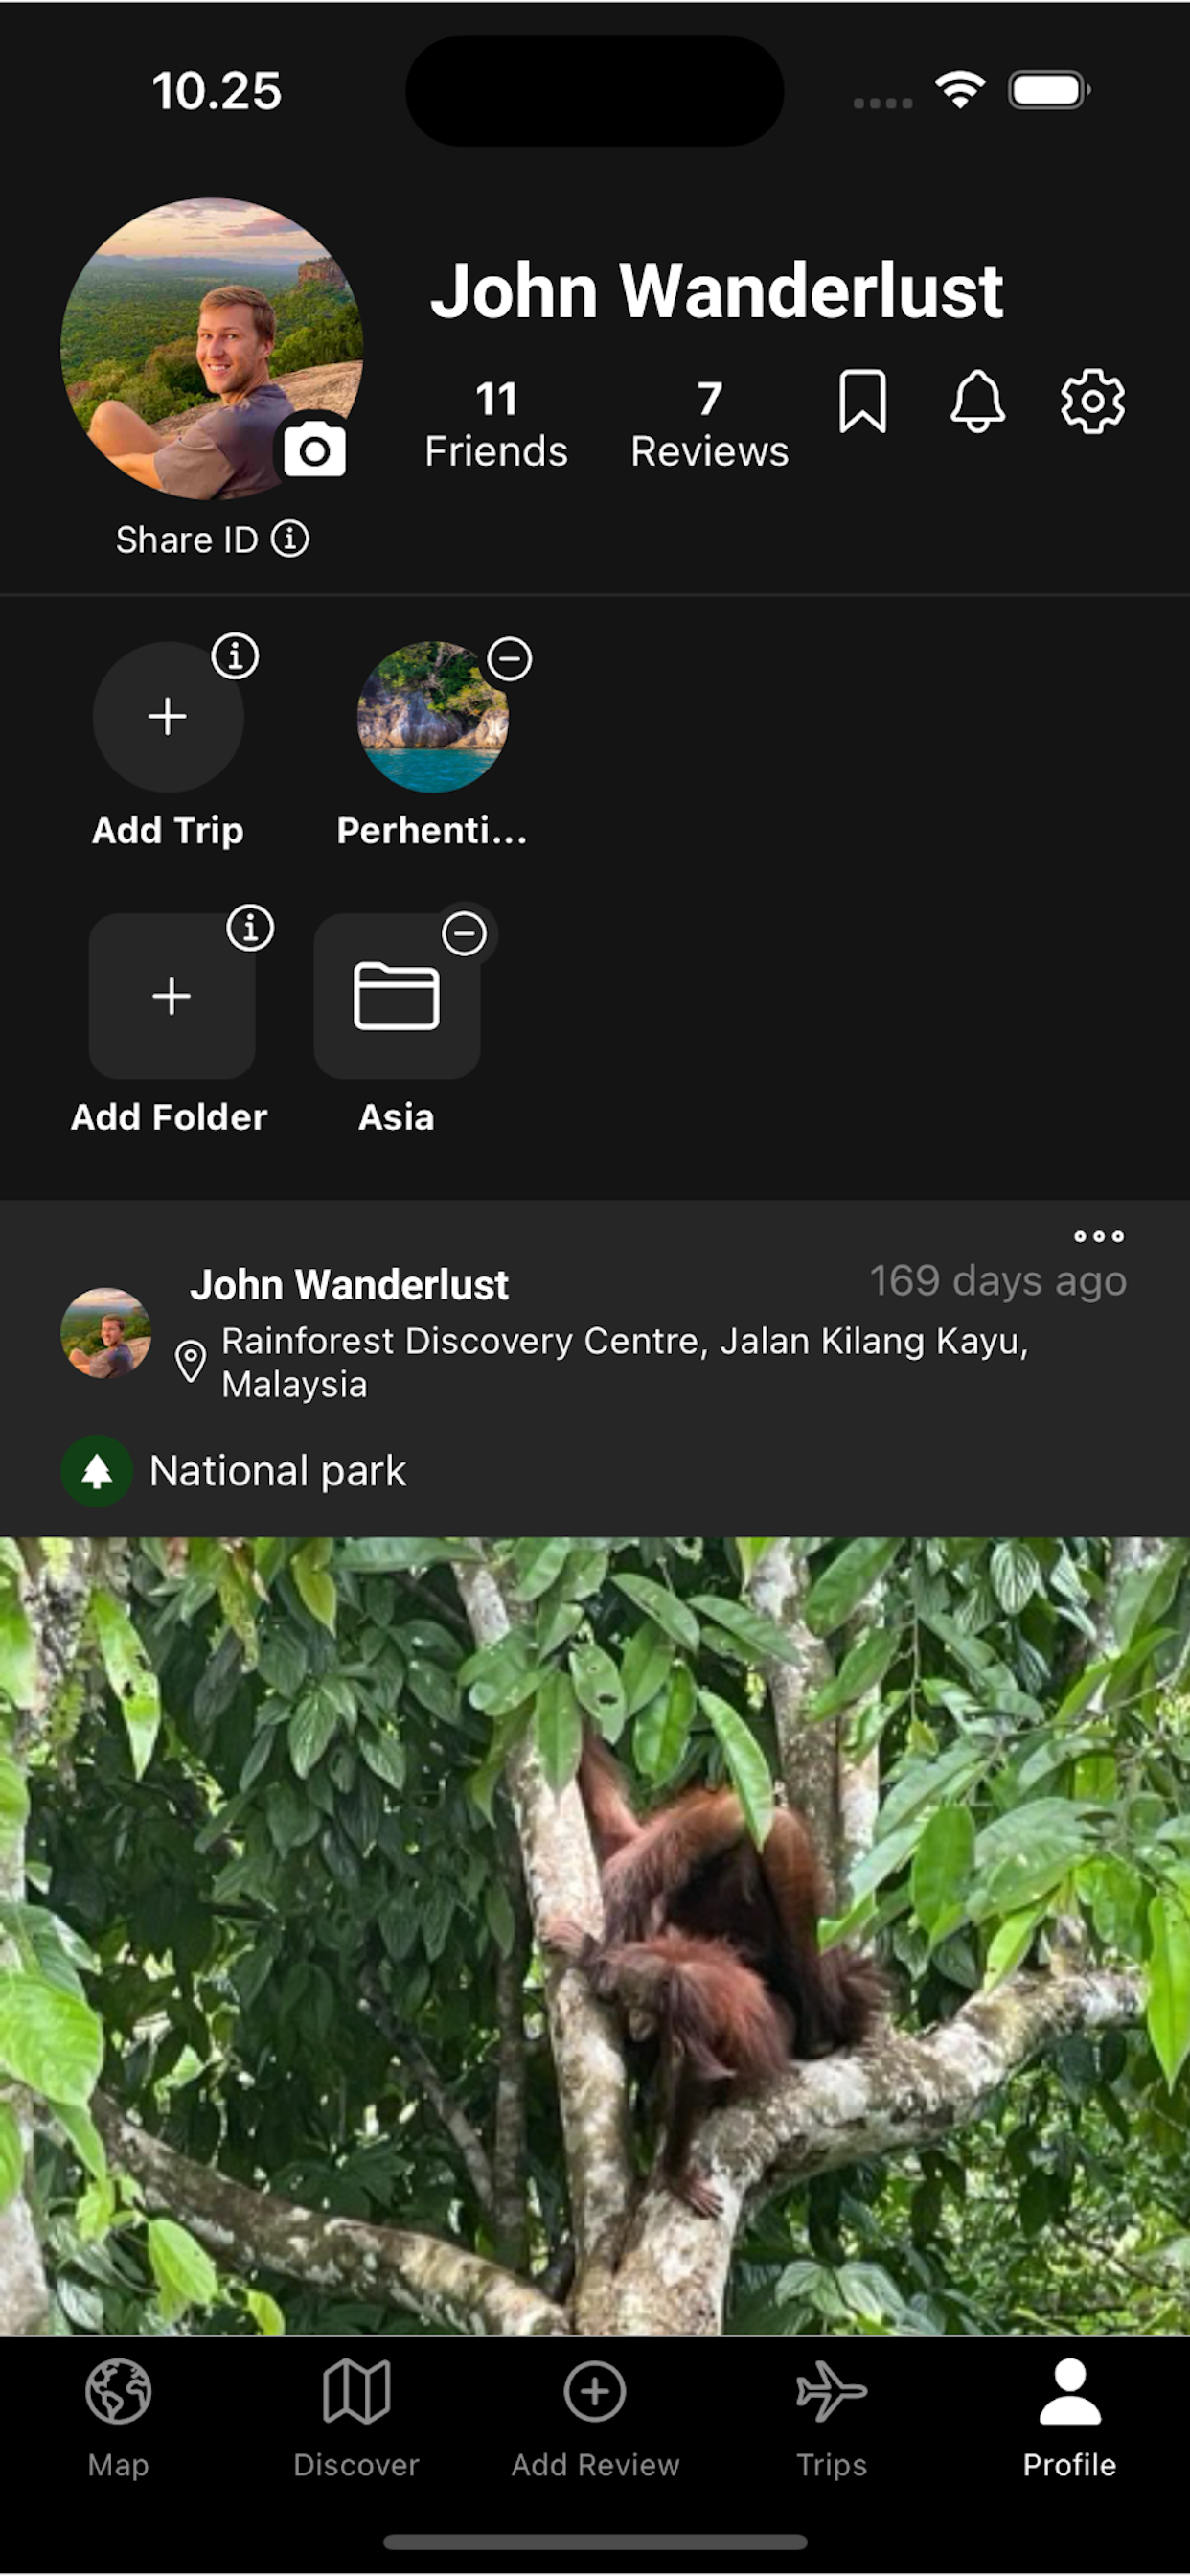 10.25
John Wanderlust
11
Friends
7
Reviews
Share ID
Add Trip
Perhenti...
Add Folder
Asia
John Wanderlust
169 days ago
Rainforest Discovery Centre, Jalan Kilang Kayu,
Malaysia
National park
Map
Discover
Add Review
Trips
Profile